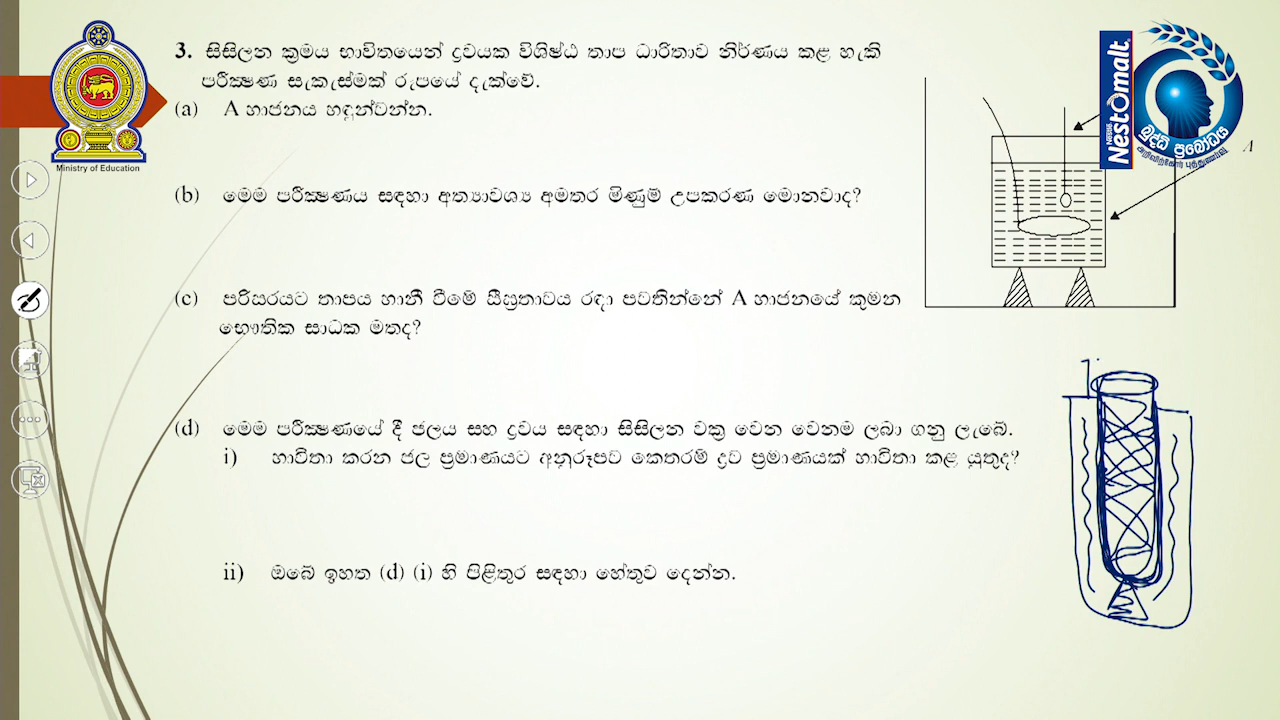 3. සිසිලන ක්‍රමය භාවිතයෙන් ද්‍රවයක විශිෂ්ඨ තාප ධාරිතාව නිර්ණය කළ හැකි
පරීක්‍ෂණ සැකැස්මක් රූපයේ දැක්වේ.
(a) A භාජනය හඳුන්වන්න.
(b) මෙම පරීක්‍ෂණය සඳහා අත්‍යාවශ්‍ය අමතර මිණුම් උපකරණ මොනවාද?
(c) පරිසරයට තාපය හානි වීමේ සීඝ්‍රතාවය රඳා පවතින්නේ A භාජනයේ කුමන
භෞතික සාධක මතද?
(d) මෙම පරීක්‍ෂණයේ දී ජලය සහ ද්‍රවය සඳහා සිසිලන වක්‍ර වෙන වෙනම ලබා ගනු ලැබේ.
i) භාවිතා කරන ජල ප්‍රමාණයට අනුරූපව කෙතරම් ද්‍රව ප්‍රමාණයක් භාවිතා කළ යුතුද?
ii) ඔබේ ඉහත (d) (i) හි පිළිතුර සඳහා හේතුව දෙන්න.
A
Ministry of Education
Nestlé
Nestomalt
බුද්ධි ප්‍රබෝධය